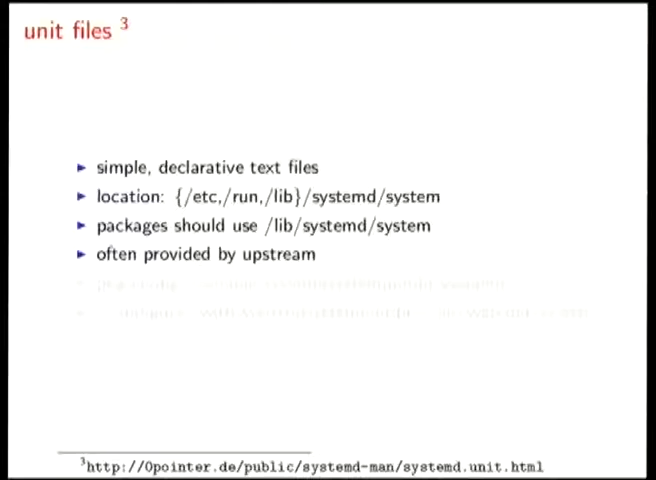 unit files 3
► simple, declarative text files
► location: {/etc,/run,/lib}/systemd/system
► packages should use /lib/systemd/system
► often provided by upstream
3http://0pointer.de/public/systemd-man/systemd.unit.html